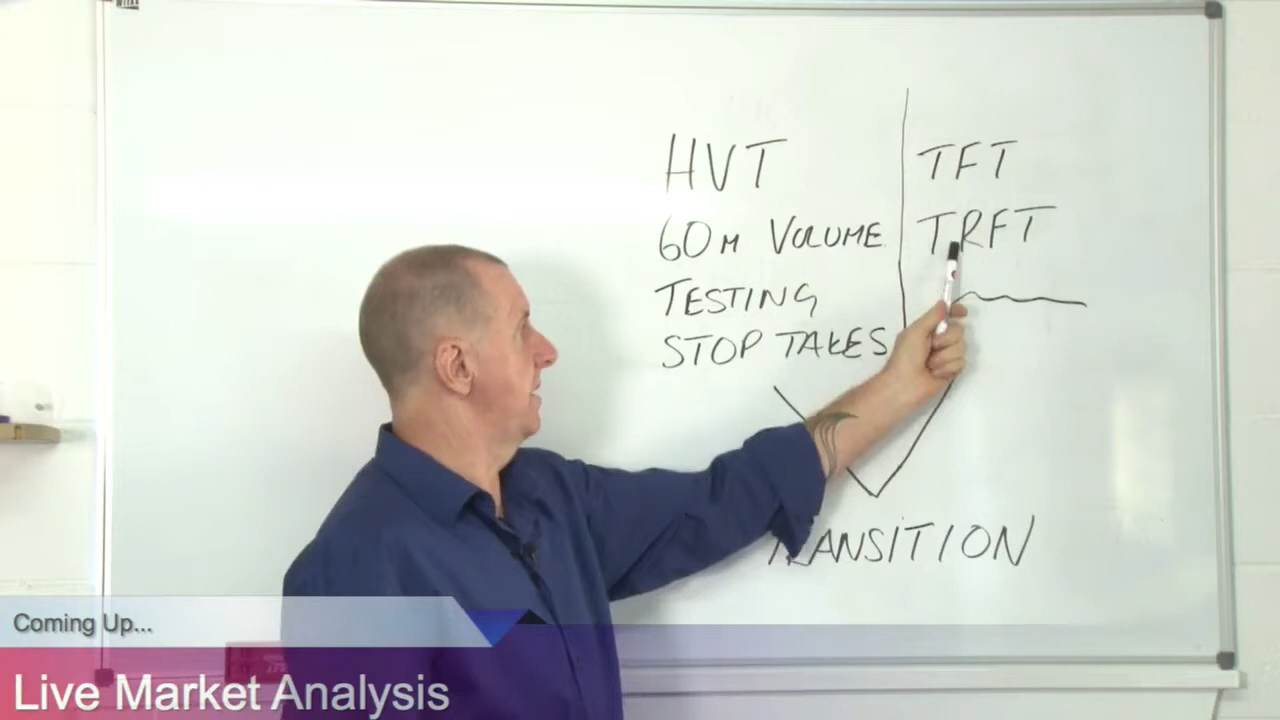 HVT
60M VOLUME
TESTING
STOP TAKES
TFT
TRFT
TRANSITION
Coming Up...
Live Market Analysis